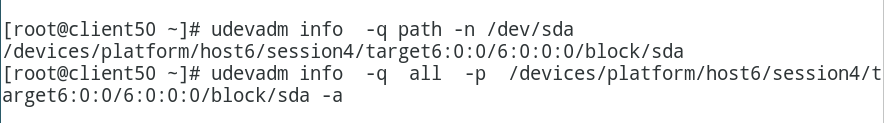 [root@client50 ~]# udevadm info  -q path -n /dev/sda
/devices/platform/host6/session4/target6:0:0/6:0:0:0/block/sda
[root@client50 ~]# udevadm info  -q  all  -p  /devices/platform/host6/session4/t
arget6:0:0/6:0:0:0/block/sda -a